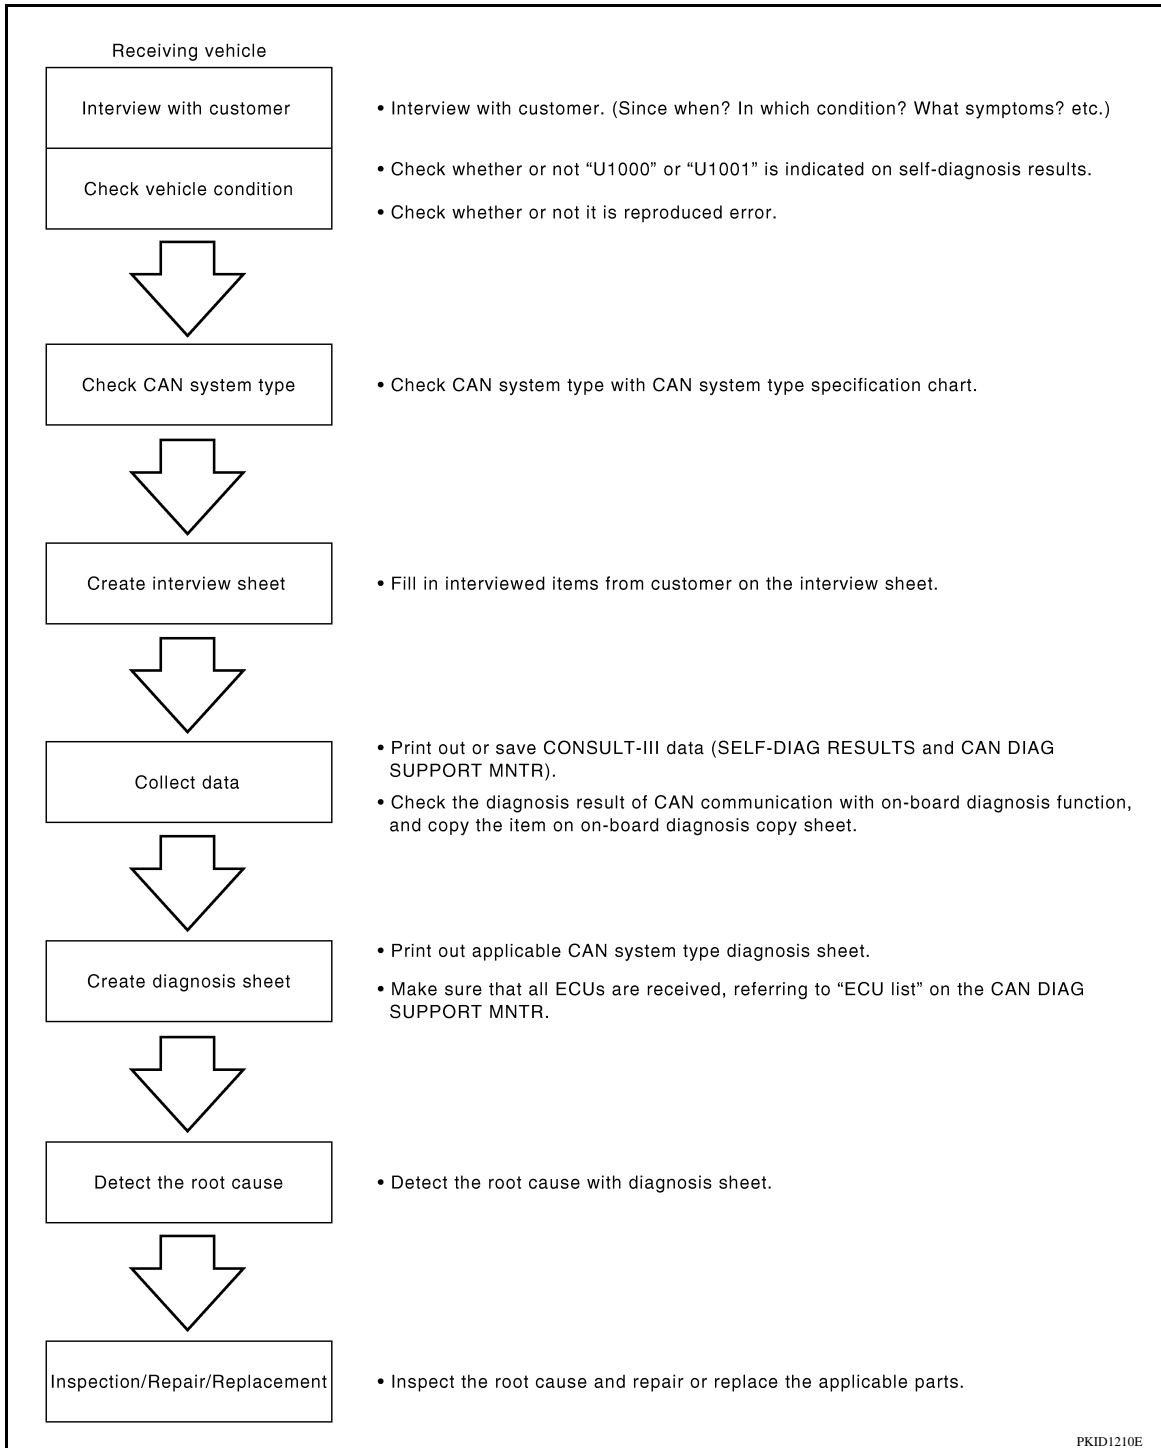 Receiving vehicle
Interview with customer
• Interview with customer. (Since when? In which condition? What symptoms? etc.)
Check vehicle condition
• Check whether or not “U1000” or “U1001” is indicated on self-diagnosis results.
• Check whether or not it is reproduced error.
Check CAN system type
• Check CAN system type with CAN system type specification chart.
Create interview sheet
• Fill in interviewed items from customer on the interview sheet.
Collect data
• Print out or save CONSULT-III data (SELF-DIAG RESULTS and CAN DIAG
SUPPORT MNTR).
• Check the diagnosis result of CAN communication with on-board diagnosis function,
and copy the item on on-board diagnosis copy sheet.
Create diagnosis sheet
• Print out applicable CAN system type diagnosis sheet.
• Make sure that all ECUs are received, referring to “ECU list” on the CAN DIAG
SUPPORT MNTR.
Detect the root cause
• Detect the root cause with diagnosis sheet.
Inspection/Repair/Replacement
• Inspect the root cause and repair or replace the applicable parts.
PKID1210E